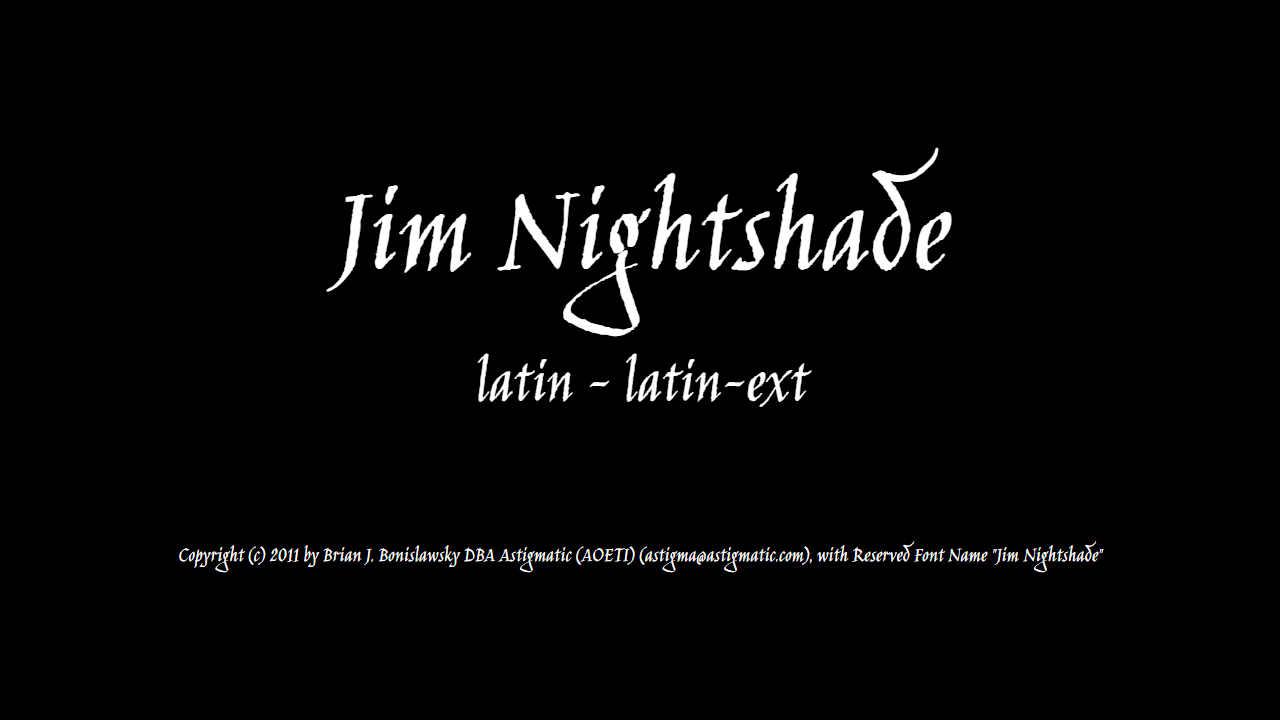 Jim Nightshade
latin - latin-ext
Copyright (c) 2011 by Brian J. Bonislawsky DBA Astigmatic (AOETI) (astigma@astigmatic.com), with Reserved Font Name "Jim Nightshade"